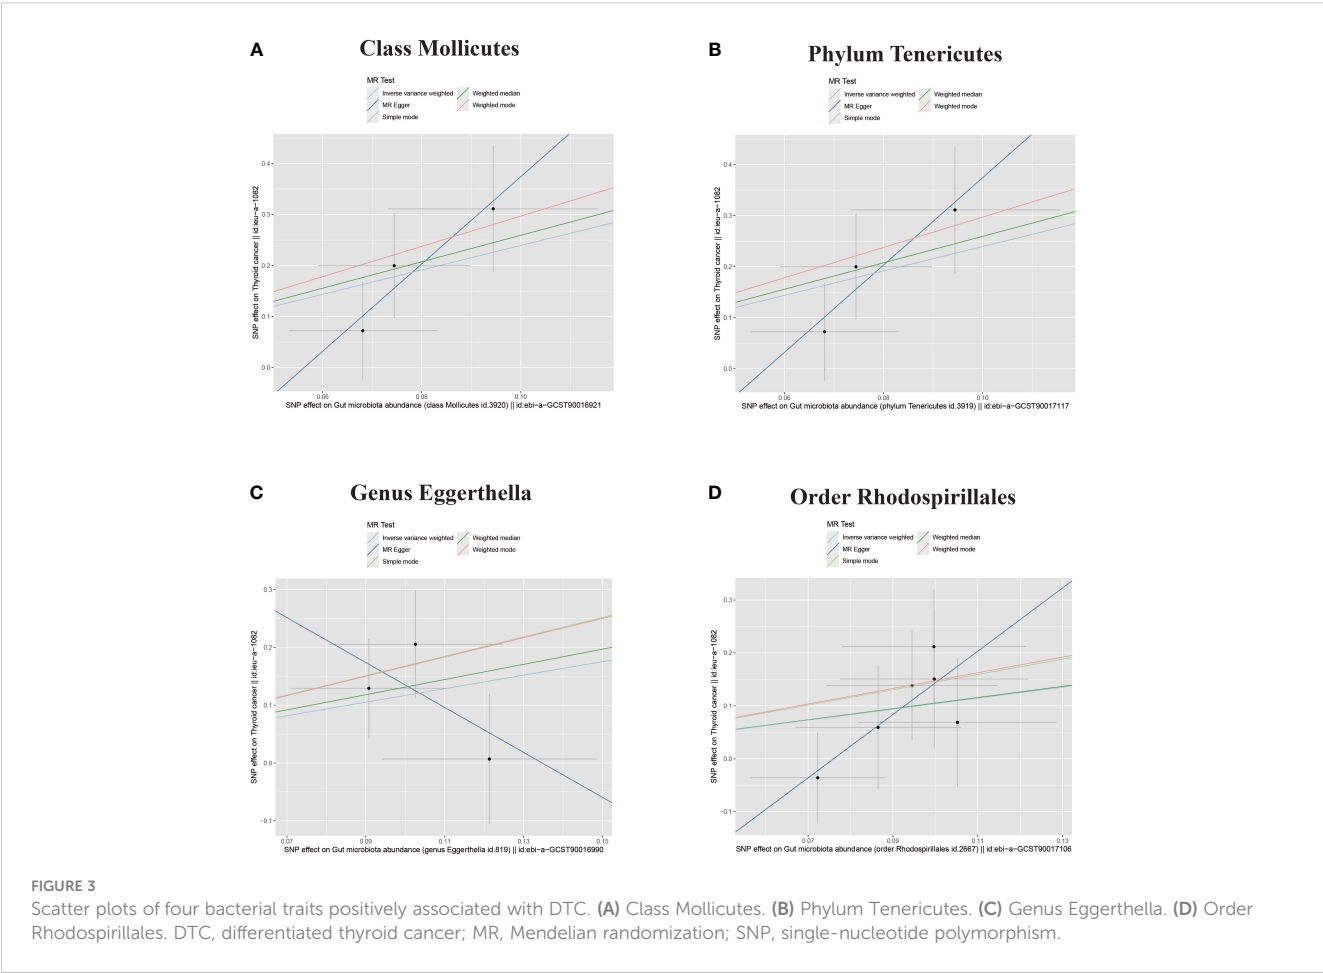 A
Class Mollicutes
MR Test
Inverse variance weighted
Weighted median
MR Egger
Weighted mode
Simple mode
SNP effect on Thyroid cancer || id:ieu-a-1082
0.4
0.3
0.2
0.1
0.0
0.06
0.08
0.10
SNP effect on Gut microbiota abundance (class Mollicutes id.3920) || id:ebi-a-GCST90016921
B
Phylum Tenericutes
MR Test
Inverse variance weighted
Weighted median
MR Egger
Weighted mode
Simple mode
SNP effect on Thyroid cancer || id:ieu-a-1082
0.4
0.3
0.2
0.1
0.0
0.06
0.08
0.10
SNP effect on Gut microbiota abundance (phylum Tenericutes id.3919) || id:ebi-a-GCST90017117
C
Genus Eggerthella
MR Test
Inverse variance weighted
Weighted median
MR Egger
Weighted mode
Simple mode
SNP effect on Thyroid cancer || id:ieu-a-1082
0.3
0.2
0.1
0.0
-0.1
0.07
0.09
0.11
0.13
0.15
SNP effect on Gut microbiota abundance (genus Eggerthella id.819) || id:ebi-a-GCST90016990
D
Order Rhodospirillales
MR Test
Inverse variance weighted
Weighted median
MR Egger
Weighted mode
Simple mode
SNP effect on Thyroid cancer || id:ieu-a-1082
0.3
0.2
0.1
0.0
-0.1
0.07
0.09
0.11
0.13
SNP effect on Gut microbiota abundance (order Rhodospirillales id.2667) || id:ebi-a-GCST90017106
FIGURE 3
Scatter plots of four bacterial traits positively associated with DTC. (A) Class Mollicutes. (B) Phylum Tenericutes. (C) Genus Eggerthella. (D) Order
Rhodospirillales. DTC, differentiated thyroid cancer; MR, Mendelian randomization; SNP, single-nucleotide polymorphism.